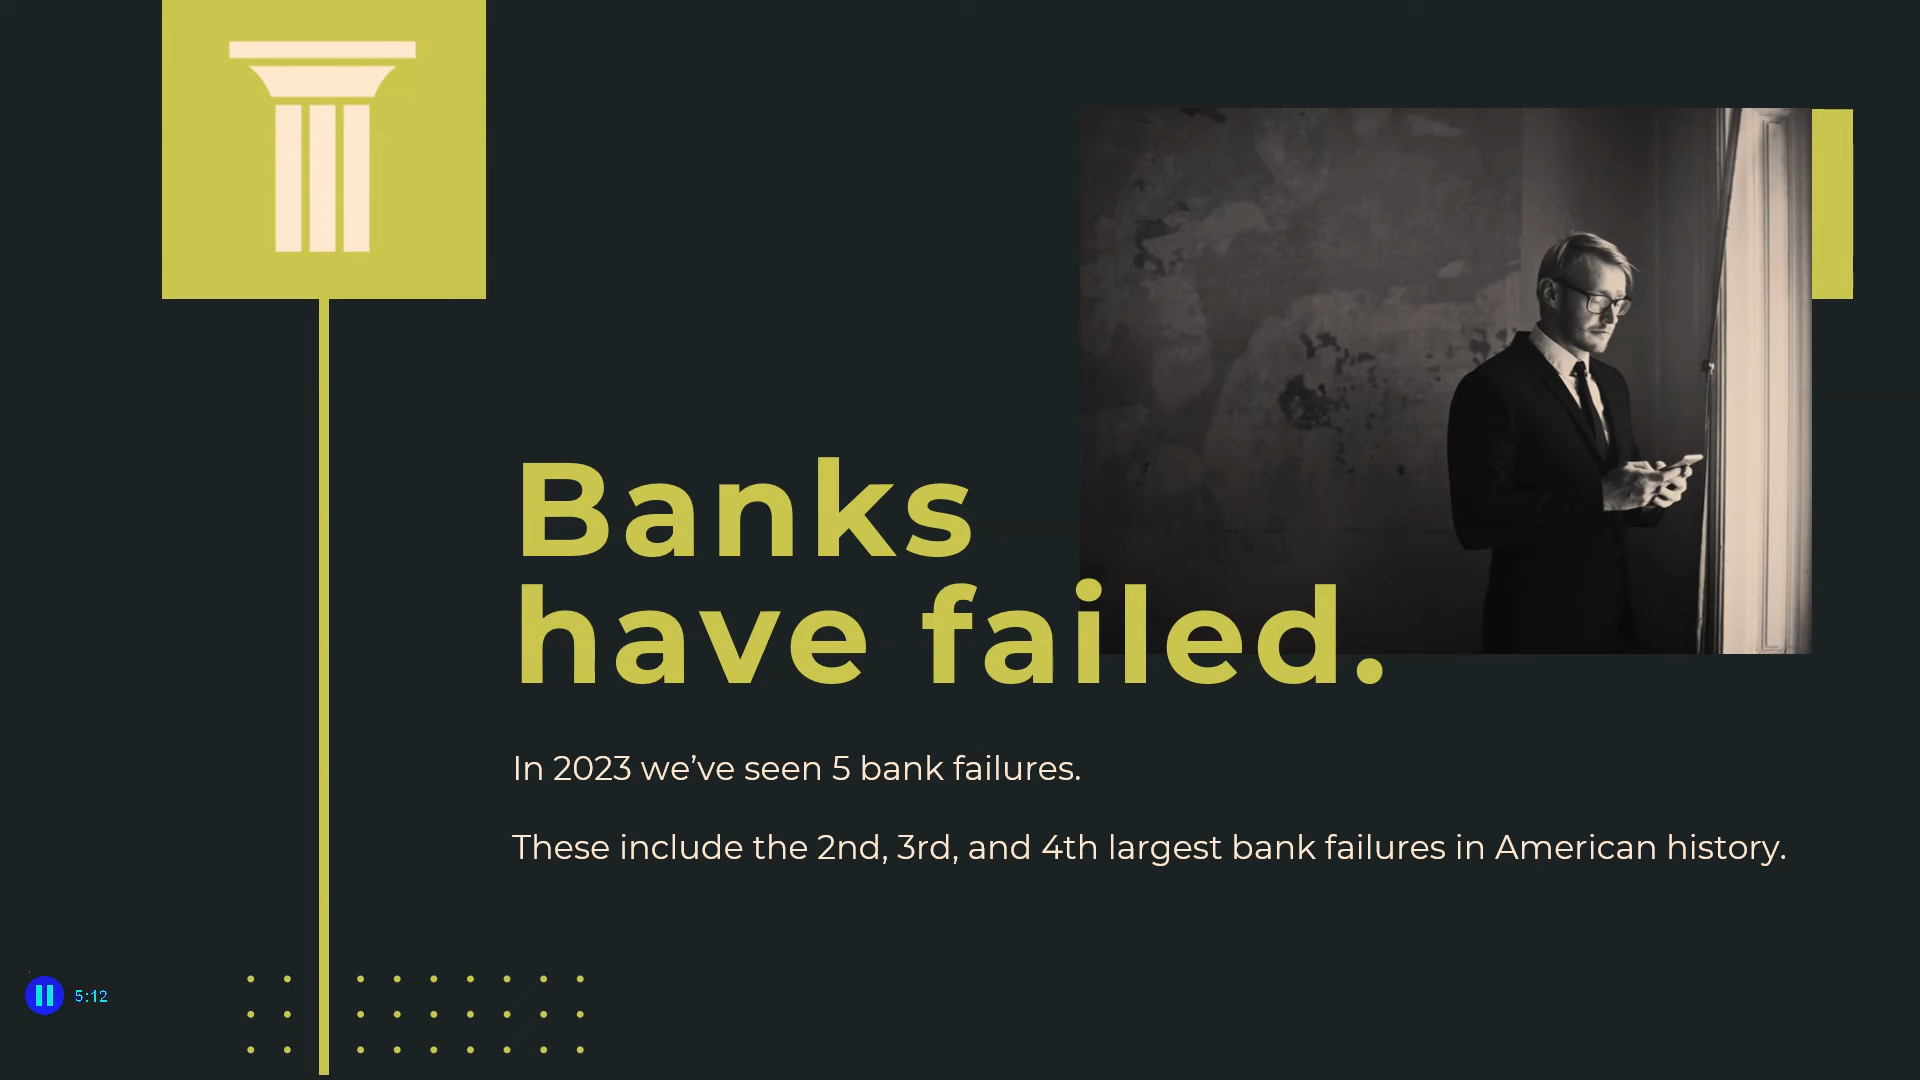 Banks
have failed.
In 2023 we’ve seen 5 bank failures.
These include the 2nd, 3rd, and 4th largest bank failures in American history.
5:12